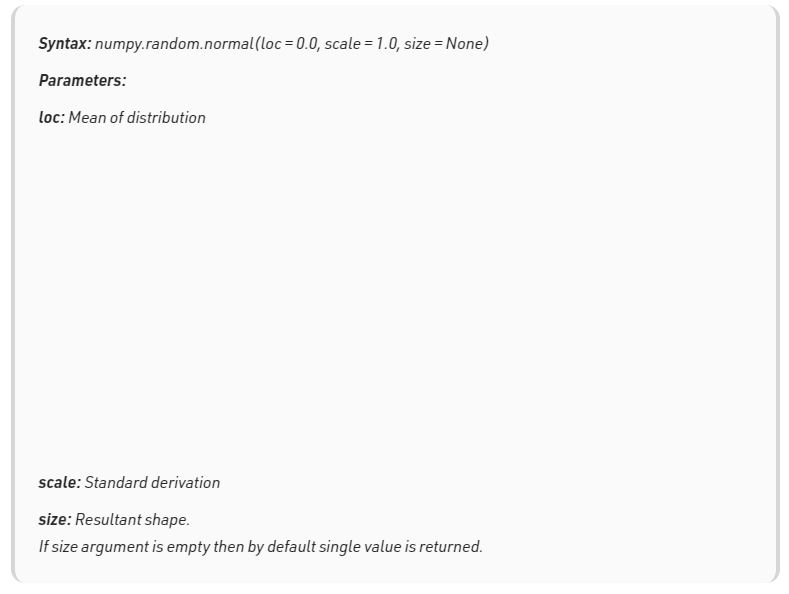 Syntax: numpy.random.normal(loc = 0.0, scale = 1.0, size = None)
Parameters:
loc: Mean of distribution
scale: Standard derivation
size: Resultant shape.
If size argument is empty then by default single value is returned.